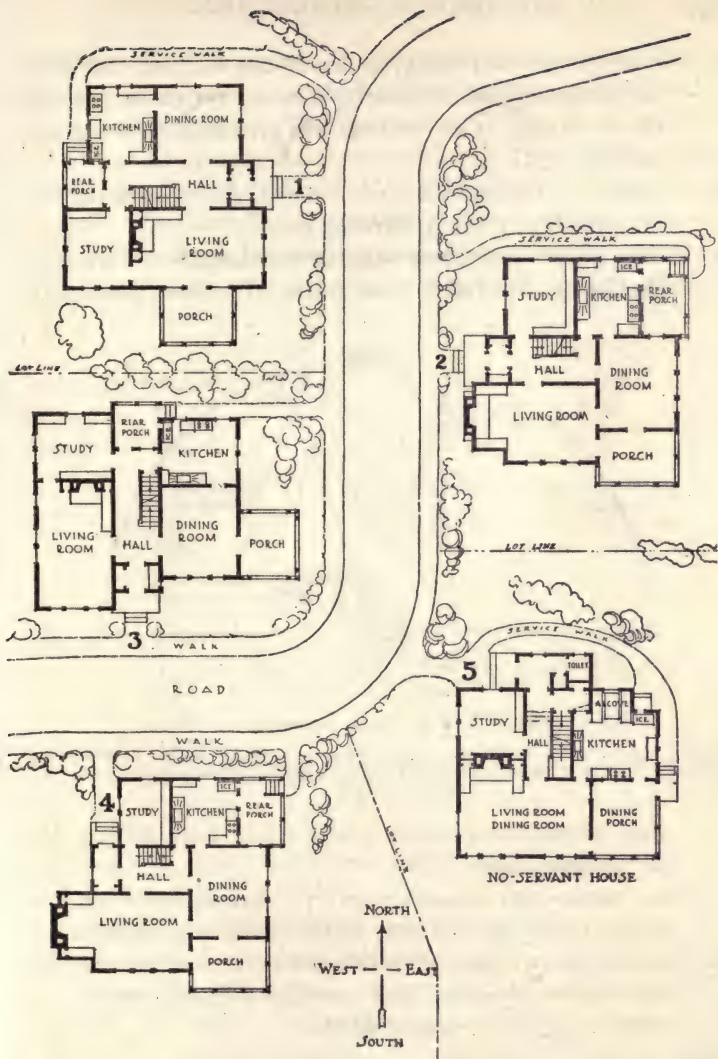 SERVICE WALK
KITCHEN
DINING ROOM
ICE
REAR
PORCH
HALL
1
STUDY
LIVING
ROOM
PORCH
LOT LINE
SERVICE WALK
STUDY
KITCHEN
ICE
REAR
PORCH
2
HALL
DINING
ROOM
LIVING ROOM
PORCH
LOT LINE
STUDY
REAR
PORCH
ICE
KITCHEN
LIVING
ROOM
HALL
DINING
ROOM
PORCH
3
WALK
ROAD
WALK
SERVICE WALK
5
TOILET
STUDY
HALL
ALCOVE
ICE
KITCHEN
LIVING ROOM
DINING ROOM
DINING
PORCH
NO-SERVANT HOUSE
4
STUDY
KITCHEN
ICE
REAR
PORCH
HALL
DINING
ROOM
LIVING ROOM
PORCH
LOT LINE
NORTH
WEST
EAST
SOUTH